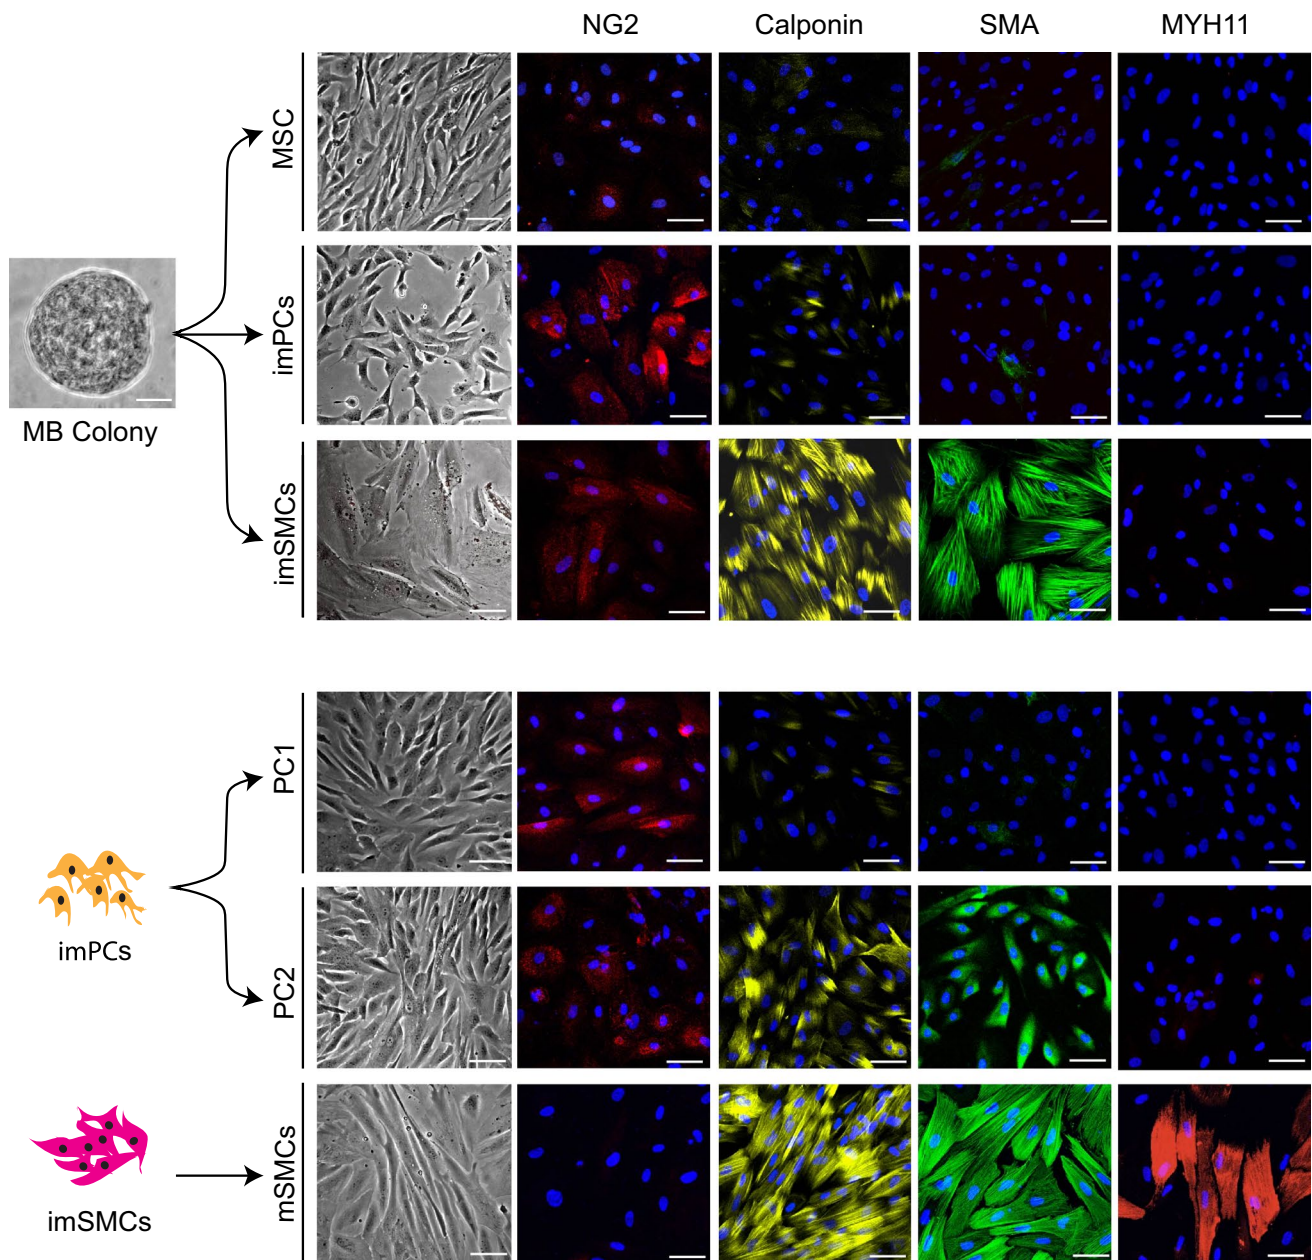 NG2 Calponin SMA MYH11
MSC
imPCs
MB Colony
imSMCs
PC1
imPCs
PC2
mSMCs
imSMCs